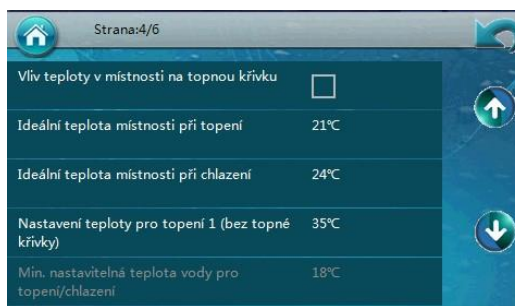 Strana:4/6
Vliv teploty v místnosti na topnou křivku
Ideální teplota místnosti při topení 21℃
Ideální teplota místnosti při chlazení 24℃
Nastavení teploty pro topení 1 (bez topné 35℃
křivky)
Min. nastavitelná teplota vody pro 18℃
topení/chlazení